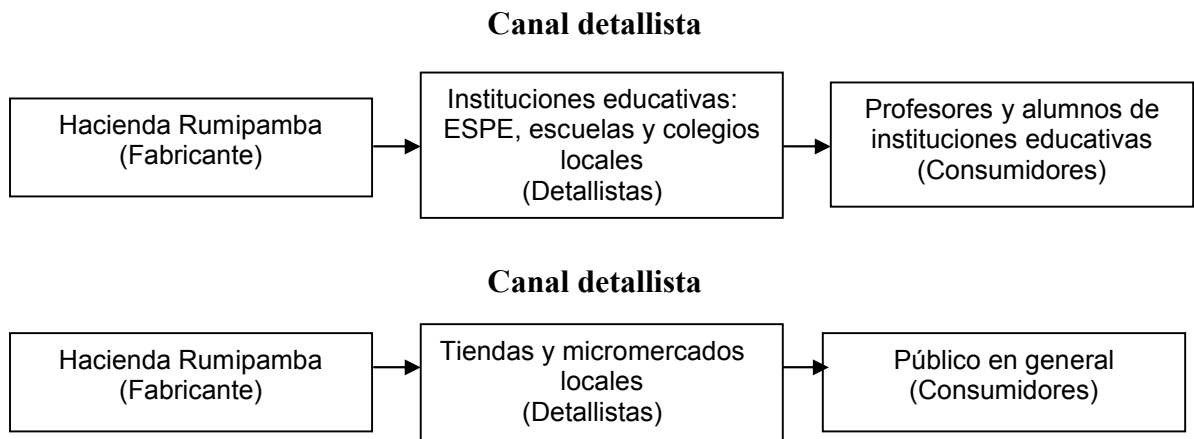 Canal detallista
Hacienda Rumipamba
(Fabricante)
Instituciones educativas:
ESPE, escuelas y colegios
locales
(Detallistas)
Profesores y alumnos de
instituciones educativas
(Consumidores)
Canal detallista
Hacienda Rumipamba
(Fabricante)
Tiendas y micromercados
locales
(Detallistas)
Público en general
(Consumidores)